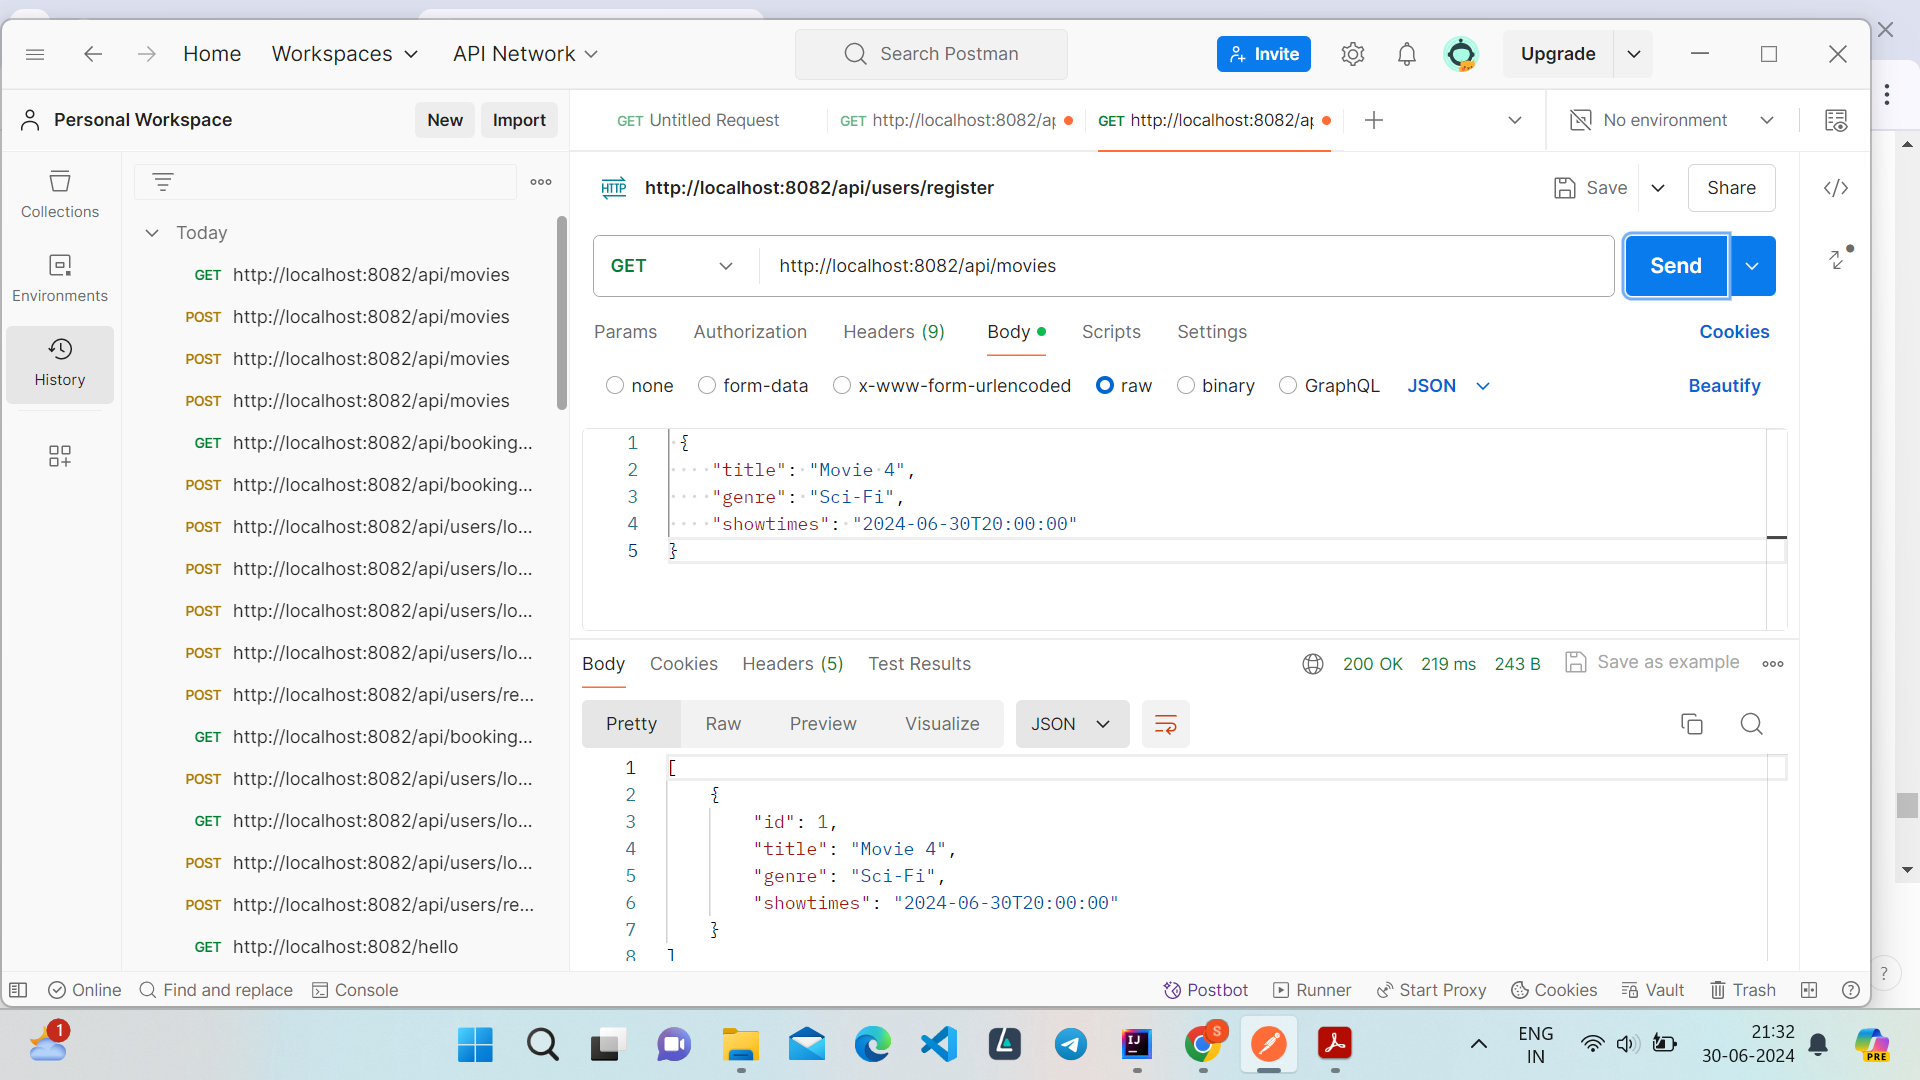 Home
Workspaces
API Network
Search Postman
Invite
Upgrade
Personal Workspace
New
Import
GET Untitled Request
GET http://localhost:8082/ap
GET http://localhost:8082/ap
No environment
Collections
Environments
History
Today
GET http://localhost:8082/api/movies
POST http://localhost:8082/api/movies
POST http://localhost:8082/api/movies
POST http://localhost:8082/api/movies
GET http://localhost:8082/api/booking...
POST http://localhost:8082/api/booking...
POST http://localhost:8082/api/users/lo...
POST http://localhost:8082/api/users/lo...
POST http://localhost:8082/api/users/lo...
POST http://localhost:8082/api/users/lo...
POST http://localhost:8082/api/users/re...
GET http://localhost:8082/api/booking...
POST http://localhost:8082/api/users/lo...
GET http://localhost:8082/api/users/lo...
POST http://localhost:8082/api/users/lo...
POST http://localhost:8082/api/users/re...
GET http://localhost:8082/hello
HTTP http://localhost:8082/api/users/register
Save
Share
</>
GET http://localhost:8082/api/movies
Send
Params Authorization Headers (9) Body Scripts Settings Cookies
none form-data x-www-form-urlencoded raw binary GraphQL JSON Beautify
1 {
2 "title": "Movie 4",
3 "genre": "Sci-Fi",
4 "showtimes": "2024-06-30T20:00:00"
5 }
Body Cookies Headers (5) Test Results 200 OK 219 ms 243 B Save as example
Pretty Raw Preview Visualize JSON
1 [
2 {
3 "id": 1,
4 "title": "Movie 4",
5 "genre": "Sci-Fi",
6 "showtimes": "2024-06-30T20:00:00"
7 }
8 ]
Online Find and replace Console Postbot Runner Start Proxy Cookies Vault Trash ?
?
1
IJ
S
ENG
IN
21:32
30-06-2024
PRE